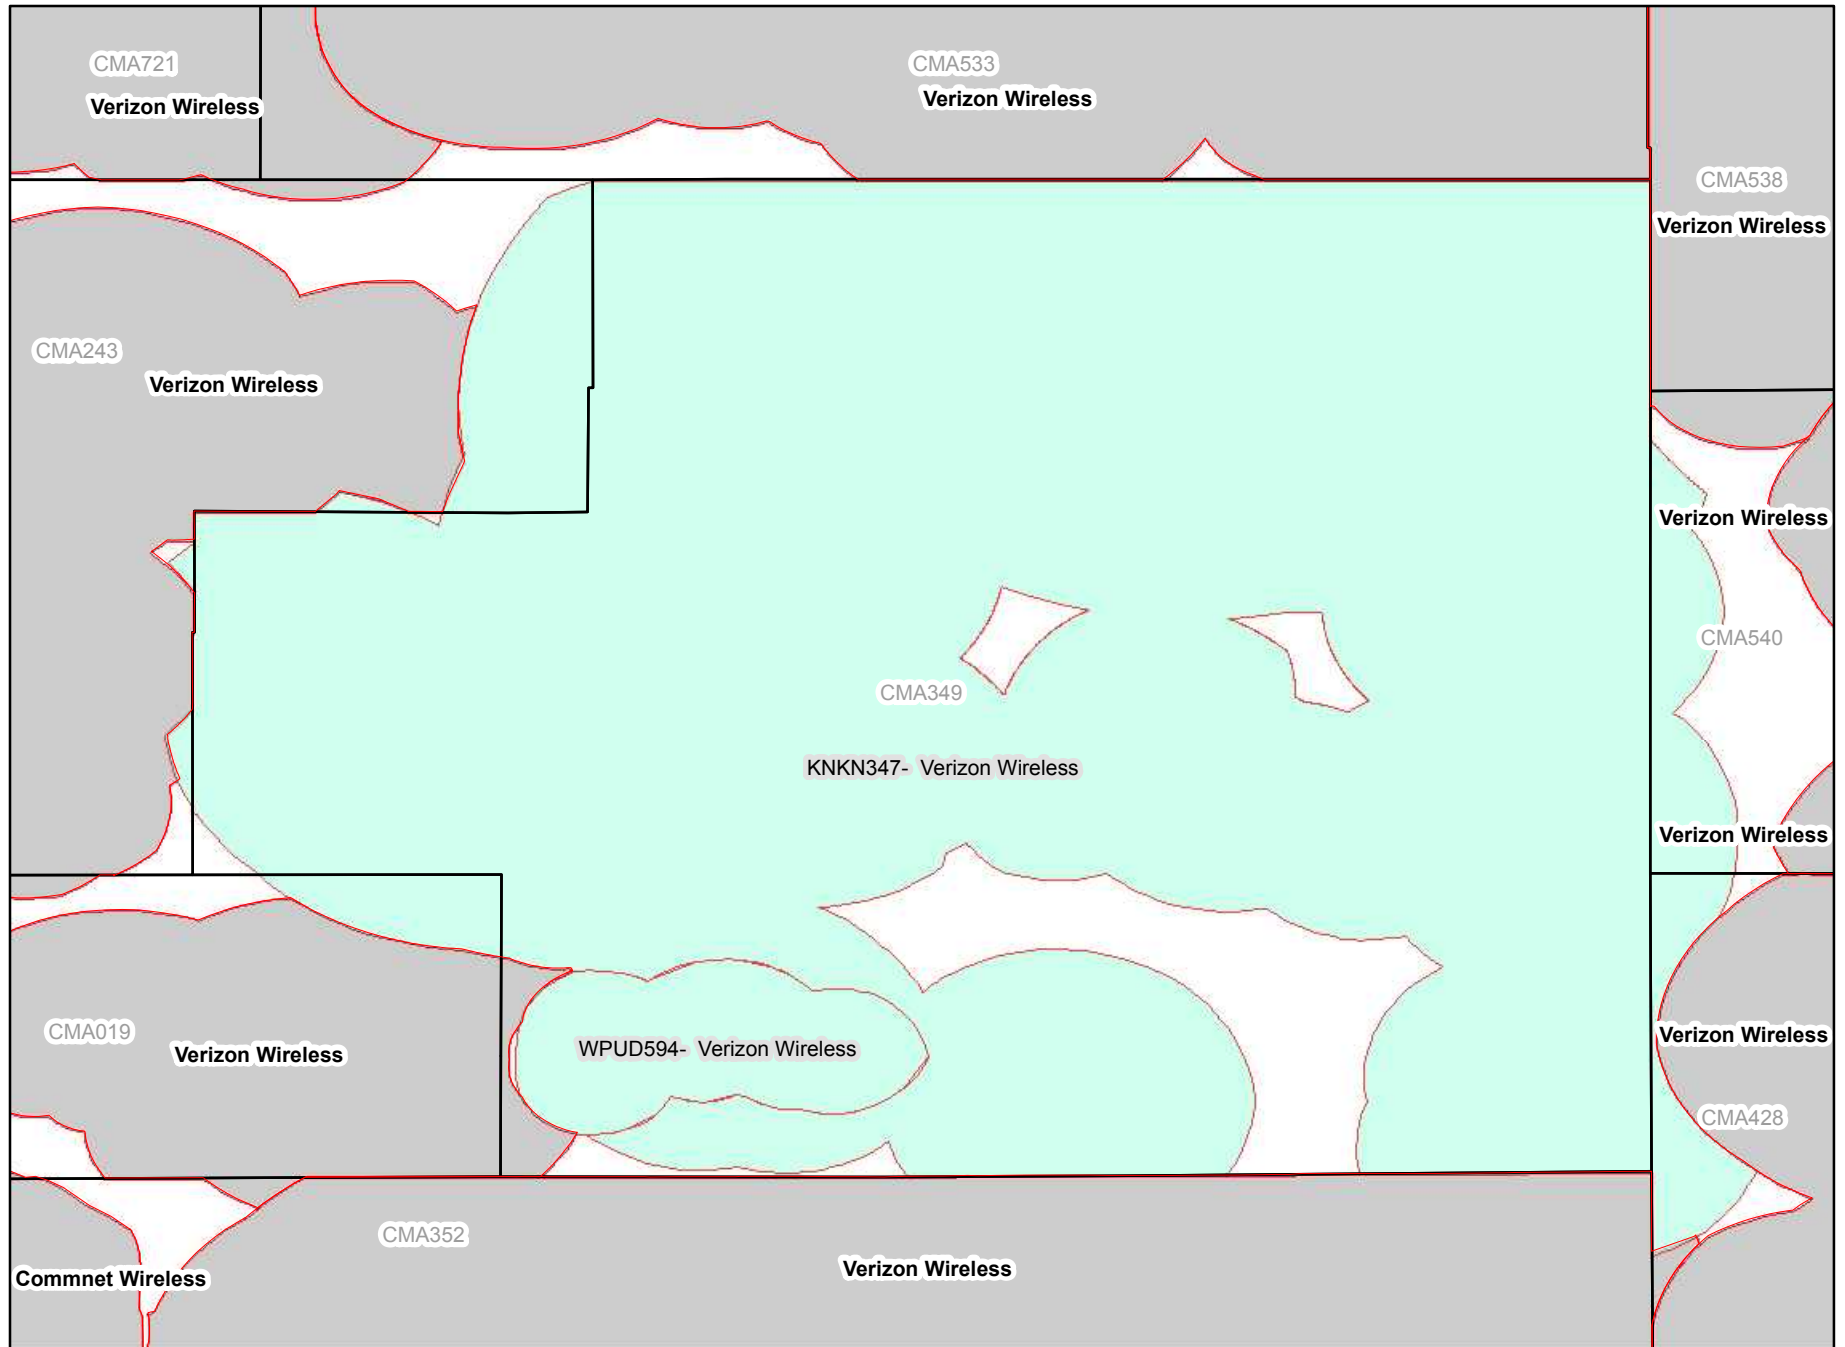 CMA721
Verizon Wireless
CMA533
Verizon Wireless
CMA538
Verizon Wireless
CMA243
Verizon Wireless
Verizon Wireless
CMA540
CMA349
KNKN347- Verizon Wireless
Verizon Wireless
CMA019
Verizon Wireless
WPUD594- Verizon Wireless
Verizon Wireless
CMA428
CMA352
Commnet Wireless
Verizon Wireless